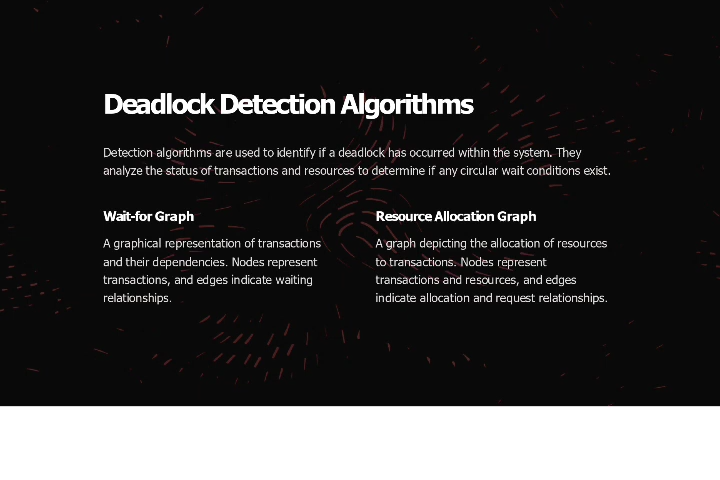 Deadlock Detection Algorithms
Detection algorithms are used to identify if a deadlock has occurred within the system. They
analyze the status of transactions and resources to determine if any circular wait conditions exist.
Wait-for Graph
A graphical representation of transactions
and their dependencies. Nodes represent
transactions, and edges indicate waiting
relationships.
Resource Allocation Graph
A graph depicting the allocation of resources
to transactions. Nodes represent
transactions and resources, and edges
indicate allocation and request relationships.